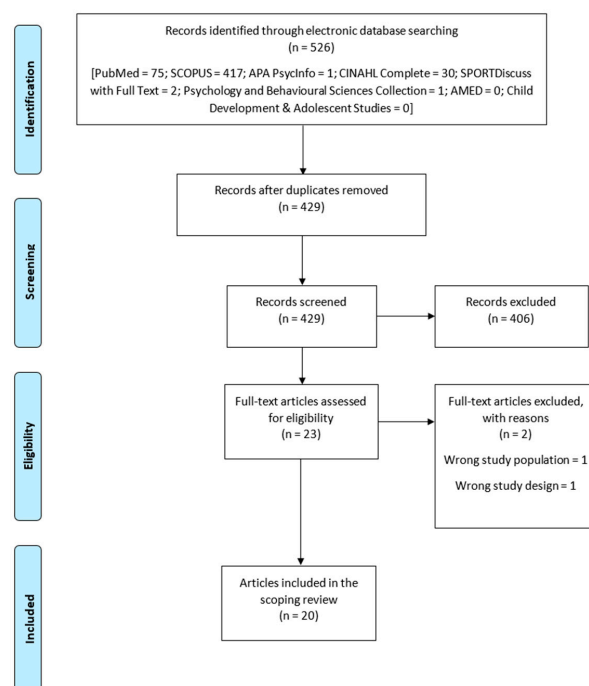 Identification
Records identified through electronic database searching
(n = 526)
[PubMed = 75; SCOPUS = 417; APA PsycInfo = 1; CINAHL Complete = 30; SPORTDiscuss
with Full Text = 2; Psychology and Behavioural Sciences Collection = 1; AMED = 0; Child
Development & Adolescent Studies = 0]
Records after duplicates removed
(n = 429)
Screening
Records screened
(n = 429)
Records excluded
(n = 406)
Eligibility
Full-text articles assessed
for eligibility
(n = 23)
Full-text articles excluded,
with reasons
(n = 2)
Wrong study population = 1
Wrong study design = 1
Included
Articles included in the
scoping review
(n = 20)